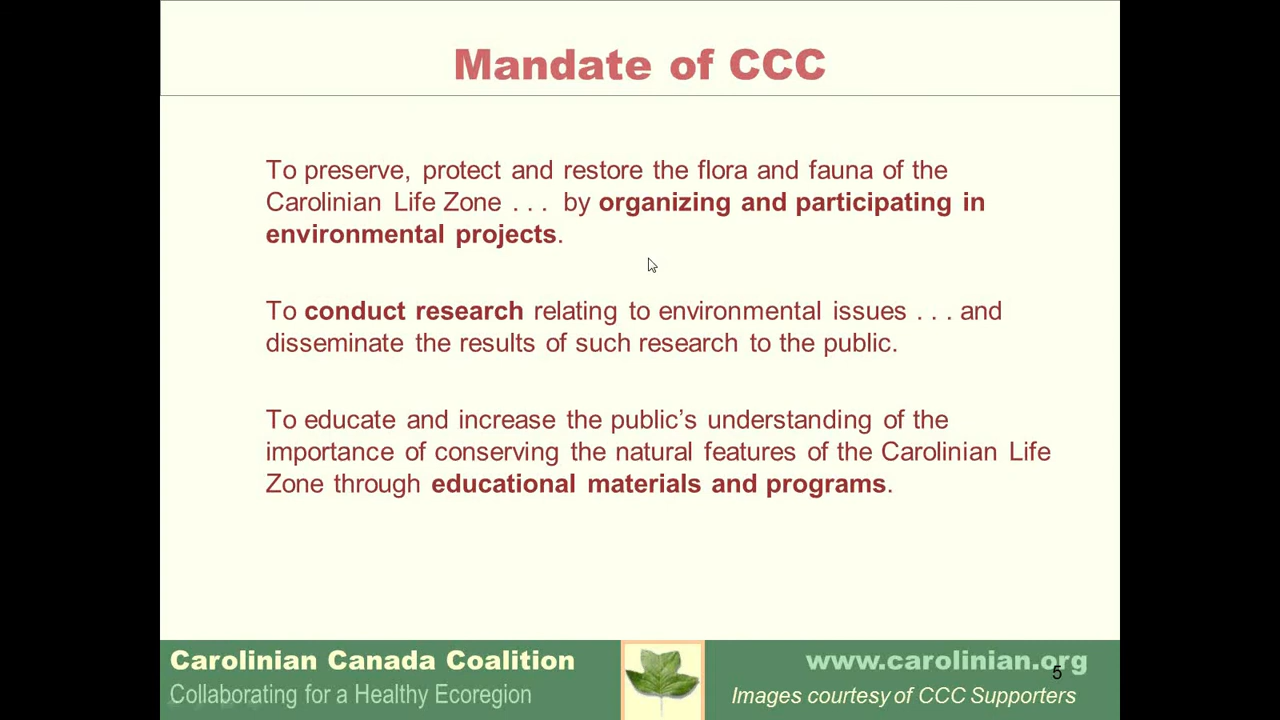 Mandate of CCC
To preserve, protect and restore the flora and fauna of the
Carolinian Life Zone . . . by organizing and participating in
environmental projects.
To conduct research relating to environmental issues . . . and
disseminate the results of such research to the public.
To educate and increase the public’s understanding of the
importance of conserving the natural features of the Carolinian Life
Zone through educational materials and programs.
Carolinian Canada Coalition
Collaborating for a Healthy Ecoregion
www.carolinian.org
5
Images courtesy of CCC Supporters